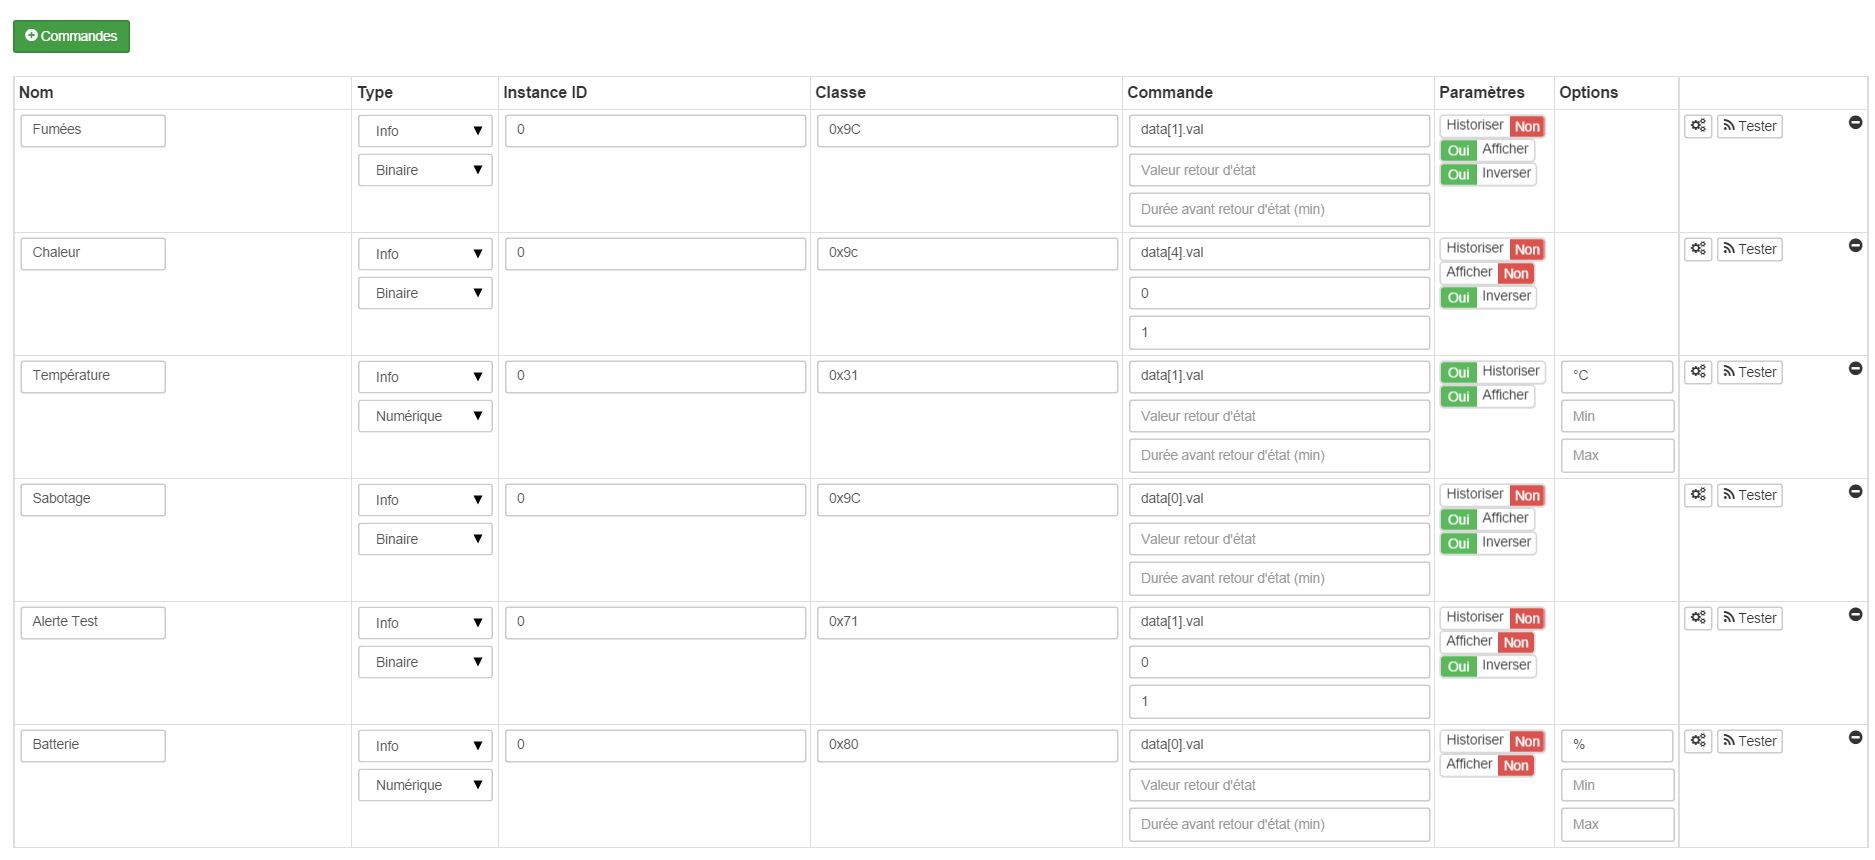 Commandes
Nom Type Instance ID Classe Commande Paramètres Options
Fumées Info 0 0x9C data[1].val Historiser Non Tester
Oui Afficher
Binaire Valeur retour d'état Oui Inverser
Durée avant retour d'état (min)
Chaleur Info 0 0x9c data[4].val Historiser Non Tester
Afficher Non
Binaire 0 Oui Inverser
1
Température Info 0 0x31 data[1].val Oui Historiser °C Tester
Oui Afficher
Numérique Valeur retour d'état Min
Durée avant retour d'état (min) Max
Sabotage Info 0 0x9C data[0].val Historiser Non Tester
Oui Afficher
Binaire Valeur retour d'état Oui Inverser
Durée avant retour d'état (min)
Alerte Test Info 0 0x71 data[1].val Historiser Non Tester
Afficher Non
Binaire 0 Oui Inverser
1
Batterie Info 0 0x80 data[0].val Historiser Non % Tester
Afficher Non
Numérique Valeur retour d'état Min
Durée avant retour d'état (min) Max